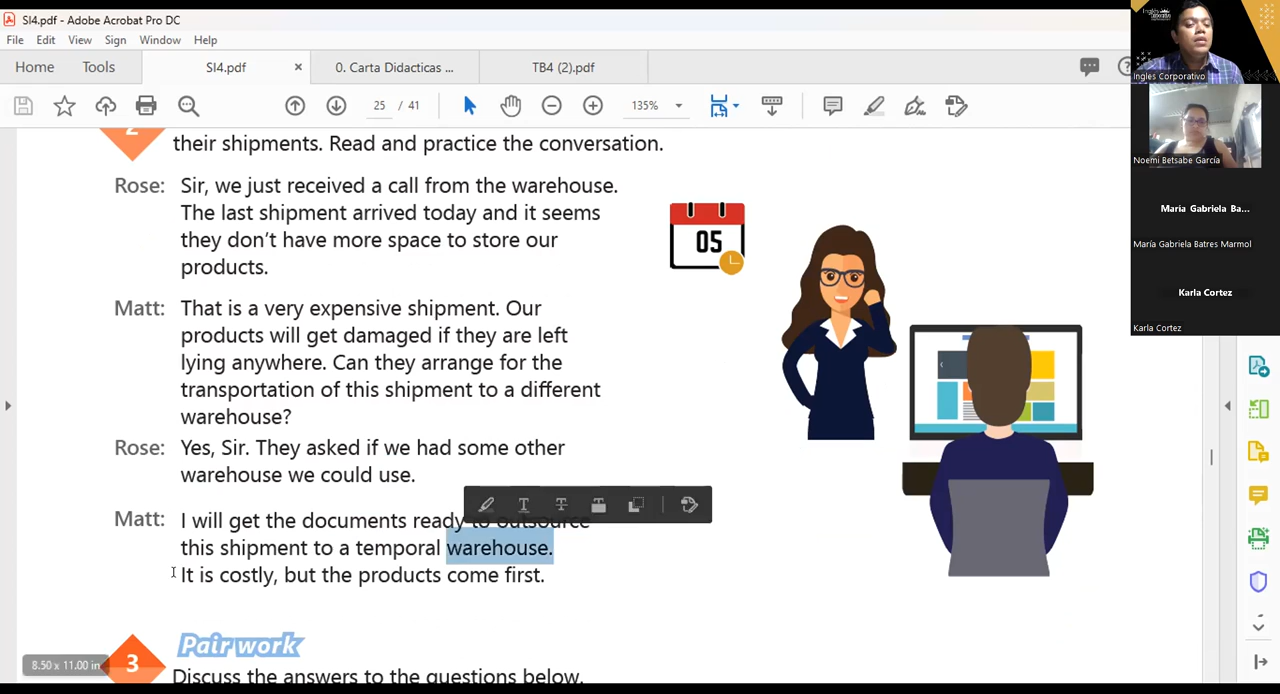 SI4.pdf - Adobe Acrobat Pro DC
File Edit View Sign Window Help
Home Tools SI4.pdf × 0. Carta Didacticas ... TB4 (2).pdf
25 / 41 135%
2
their shipments. Read and practice the conversation.
Rose: Sir, we just received a call from the warehouse.
The last shipment arrived today and it seems
they don't have more space to store our
products.
Matt: That is a very expensive shipment. Our
products will get damaged if they are left
lying anywhere. Can they arrange for the
transportation of this shipment to a different
warehouse?
Rose: Yes, Sir. They asked if we had some other
warehouse we could use.
Matt: I will get the documents ready to outsource
this shipment to a temporal warehouse.
It is costly, but the products come first.
05
Pair work
3
Discuss the answers to the questions below.
8.50 x 11.00 in
Ingles Corporativo
Noemi Betsabe García
Maria Gabriela Ba...
María Gabriela Batres Marmol
Karla Cortez
Karla Cortez